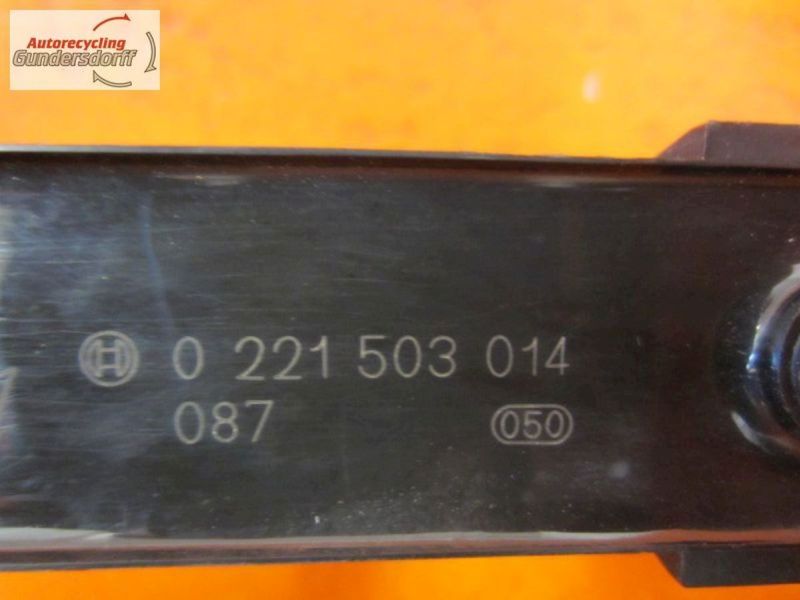 Autorecycling
Gundersdorff
0 221 503 014
087
050